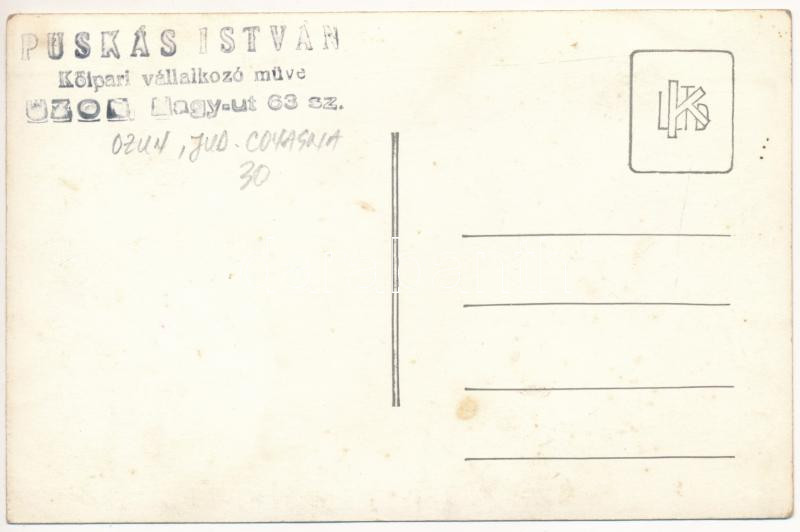 PUSKÁS ISTVÁN
Kőipari vállalkozó műve
UZON Nagy-ut 63 sz.
OZUN, JUD. COVASNA
30